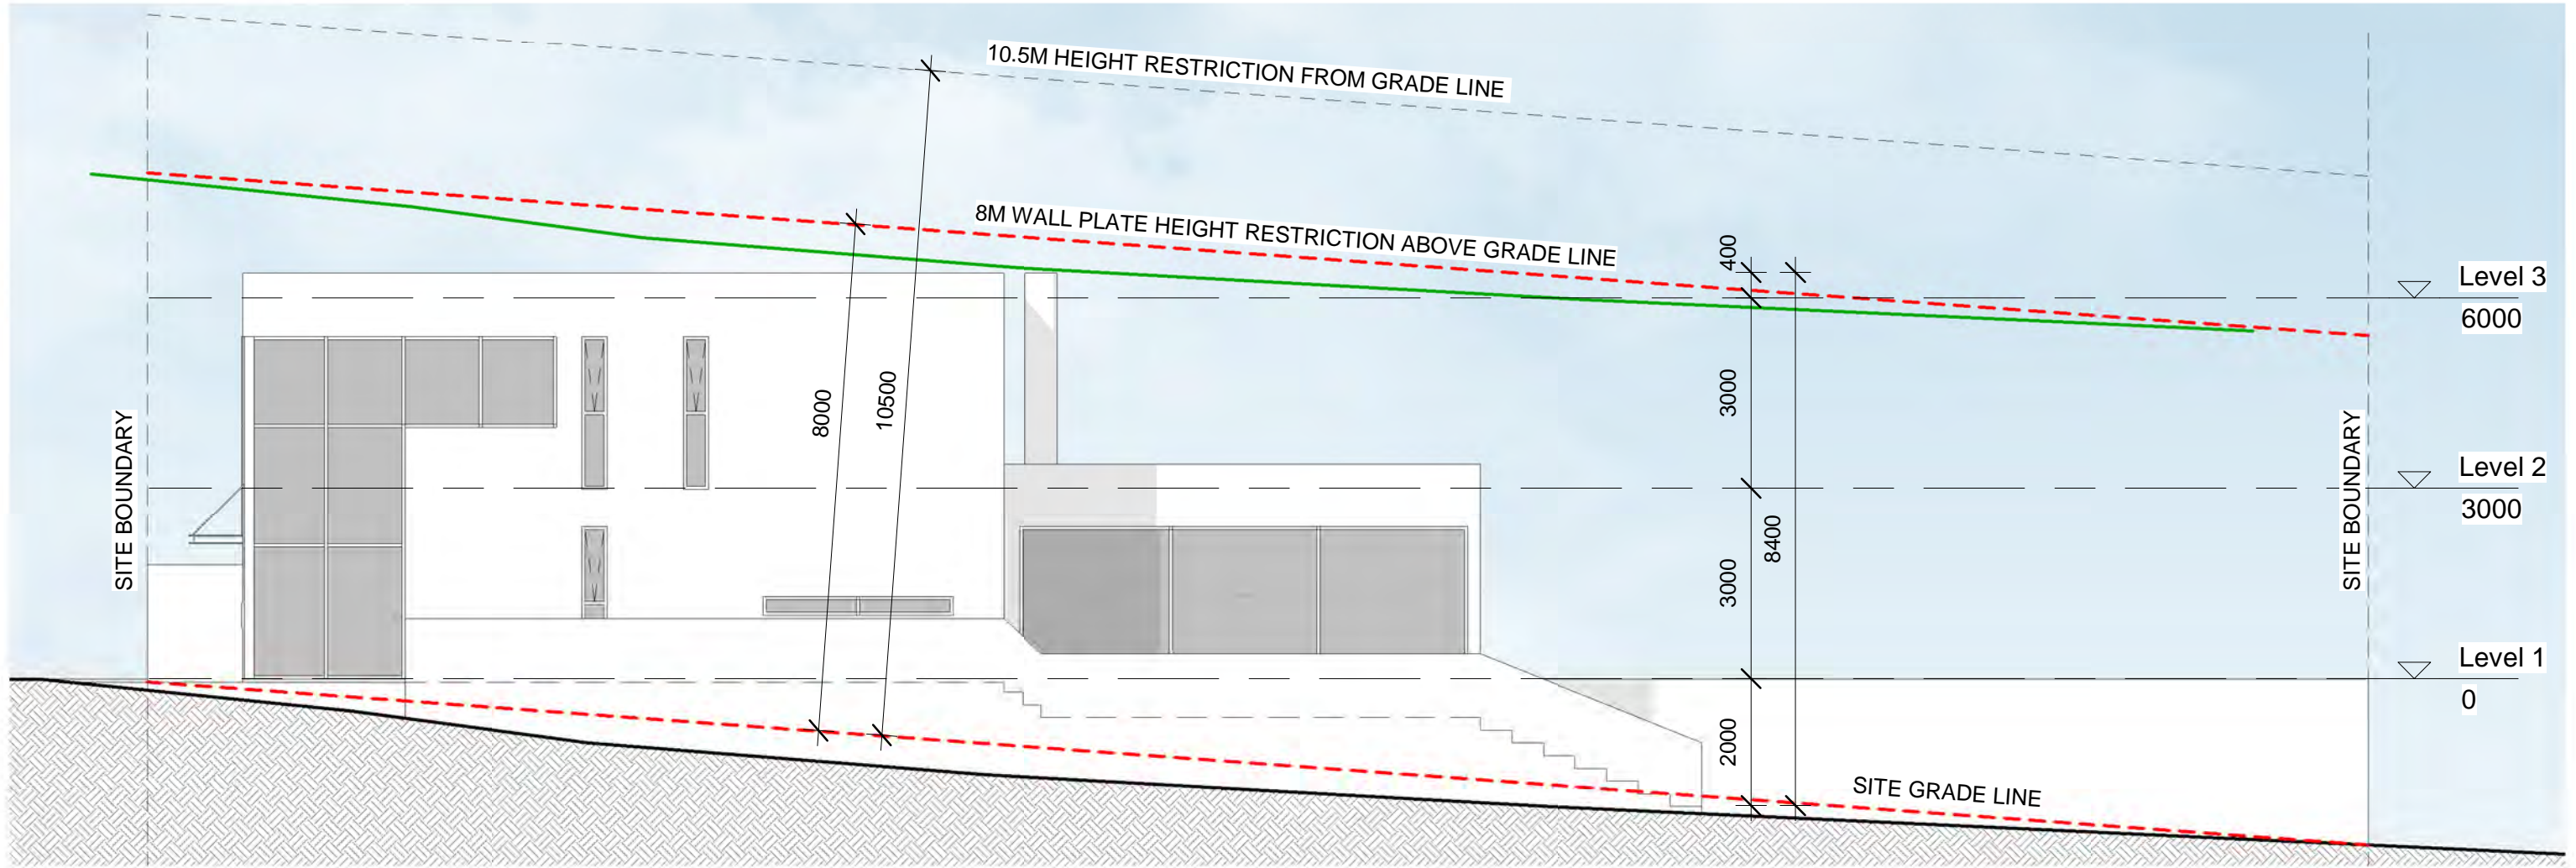 10.5M HEIGHT RESTRICTION FROM GRADE LINE
8M WALL PLATE HEIGHT RESTRICTION ABOVE GRADE LINE
400
Level 3
6000
3000
8000
10500
SITE BOUNDARY
SITE BOUNDARY
Level 2
3000
8400
3000
Level 1
0
2000
SITE GRADE LINE